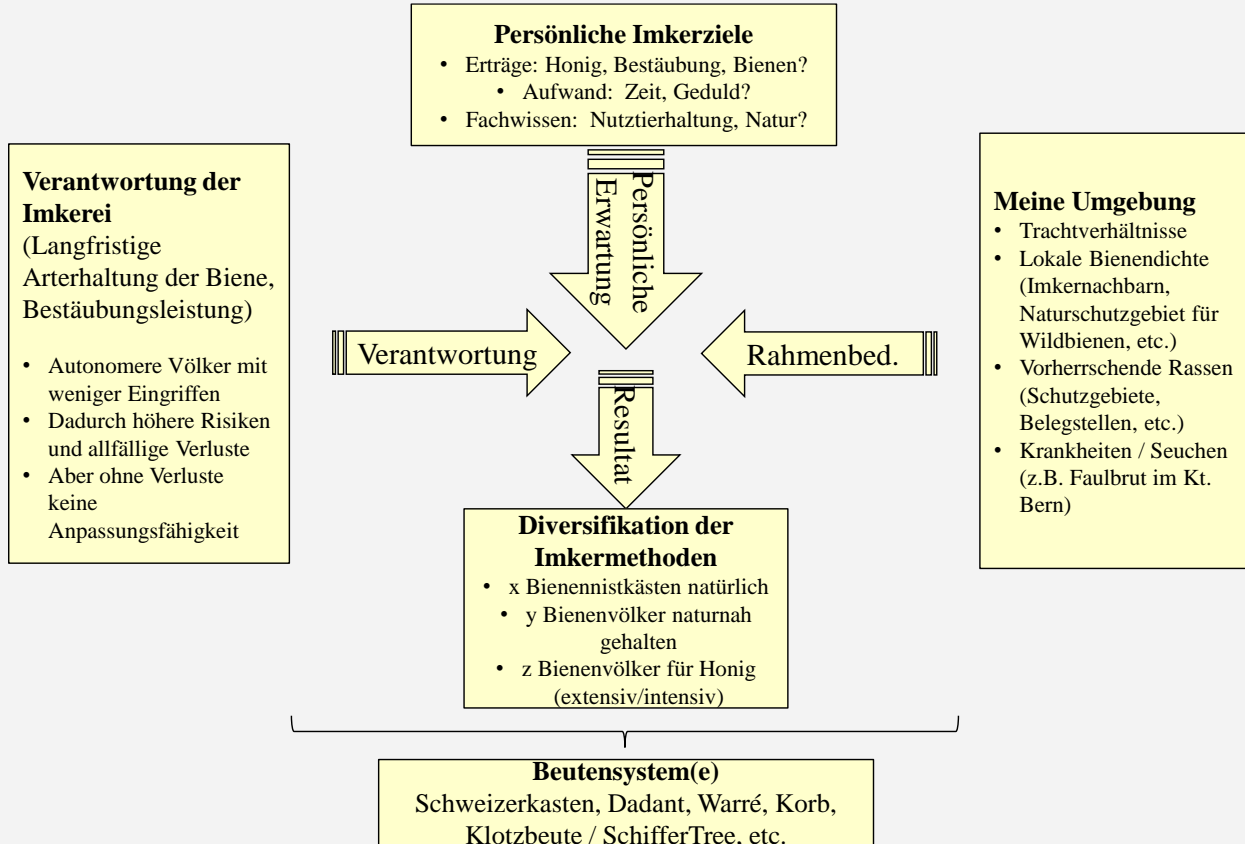 Persönliche Imkerziele
• Erträge: Honig, Bestäubung, Bienen?
• Aufwand: Zeit, Geduld?
• Fachwissen: Nutztierhaltung, Natur?
Verantwortung der
Imkerei
(Langfristige
Arterhaltung der Biene,
Bestäubungsleistung)
• Autonomere Völker mit
weniger Eingriffen
• Dadurch höhere Risiken
und allfällige Verluste
• Aber ohne Verluste
keine
Anpassungsfähigkeit
Persönliche
Erwartung
Verantwortung
Rahmenbed.
Resultat
Meine Umgebung
• Trachtverhältnisse
• Lokale Bienendichte
(Imkernachbarn,
Naturschutzgebiet für
Wildbienen, etc.)
• Vorherrschende Rassen
(Schutzgebiete,
Belegstellen, etc.)
• Krankheiten / Seuchen
(z.B. Faulbrut im Kt.
Bern)
Diversifikation der
Imkermethoden
• x Bienennistkästen natürlich
• y Bienenvölker naturnah
gehalten
• z Bienenvölker für Honig
(extensiv/intensiv)
Beutensystem(e)
Schweizerkasten, Dadant, Warré, Korb,
Klotzbeute / SchifferTree, etc.